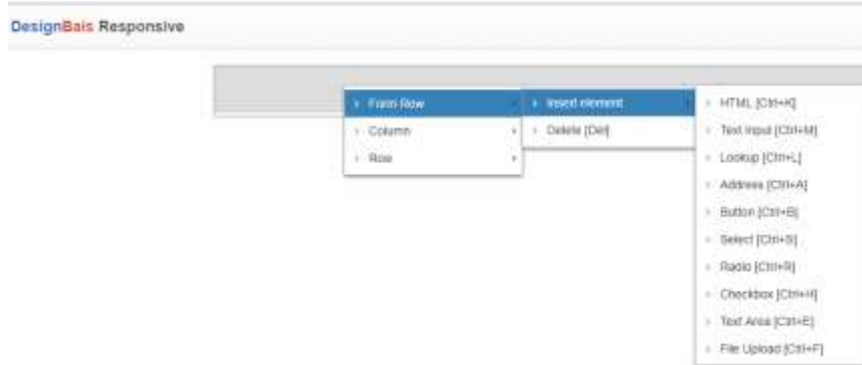 DesignBais Responsive
Form Row
Column
Row
Insert element
Delete [Del]
HTML [Ctrl+K]
Text Input [Ctrl+M]
Lookup [Ctrl+L]
Address [Ctrl+A]
Button [Ctrl+B]
Select [Ctrl+S]
Radio [Ctrl+R]
Checkbox [Ctrl+H]
Text Area [Ctrl+E]
File Upload [Ctrl+F]